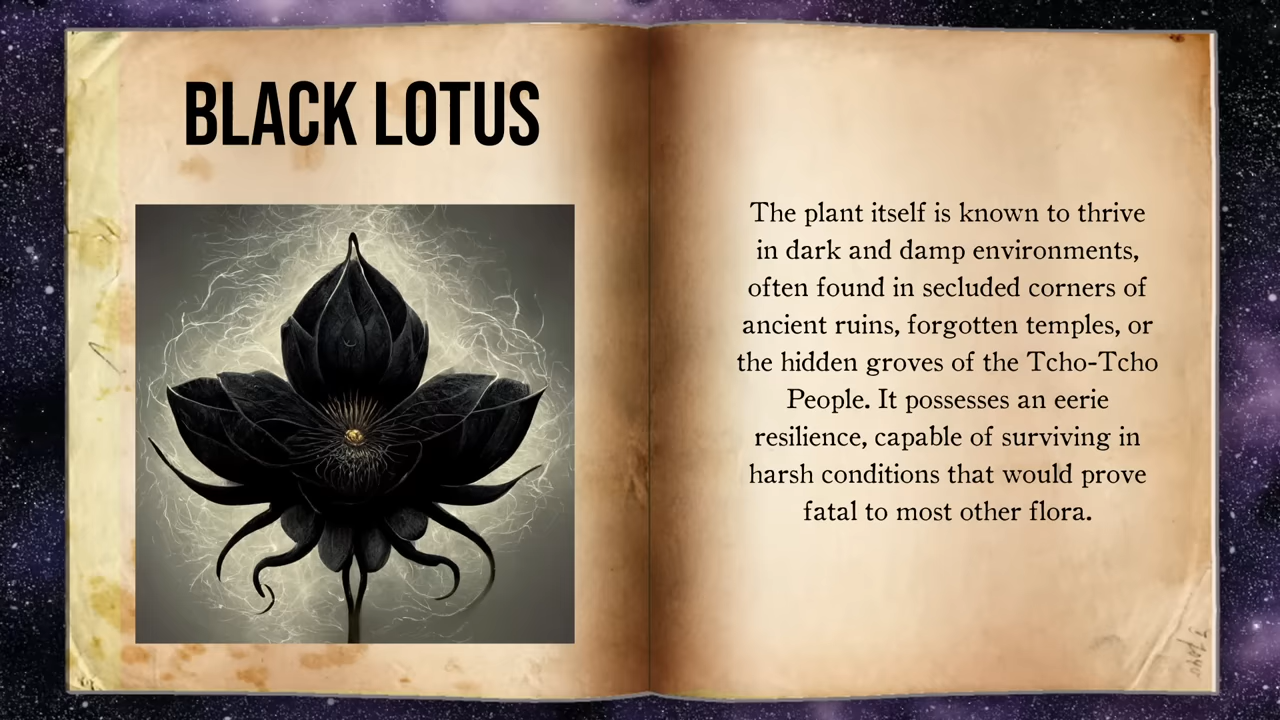 BLACK LOTUS
The plant itself is known to thrive
in dark and damp environments,
often found in secluded corners of
ancient ruins, forgotten temples, or
the hidden groves of the Tcho-Tcho
People. It possesses an eerie
resilience, capable of surviving in
harsh conditions that would prove
fatal to most other flora.